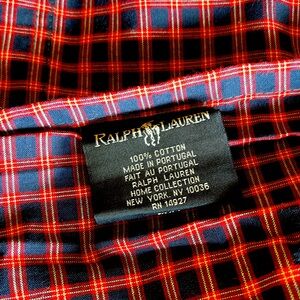 RALPH LAUREN
100% COTTON
MADE IN PORTUGAL
FAIT AU PORTUGAL
RALPH LAUREN
HOME COLLECTION
NEW YORK, NY 10036
RN 14927